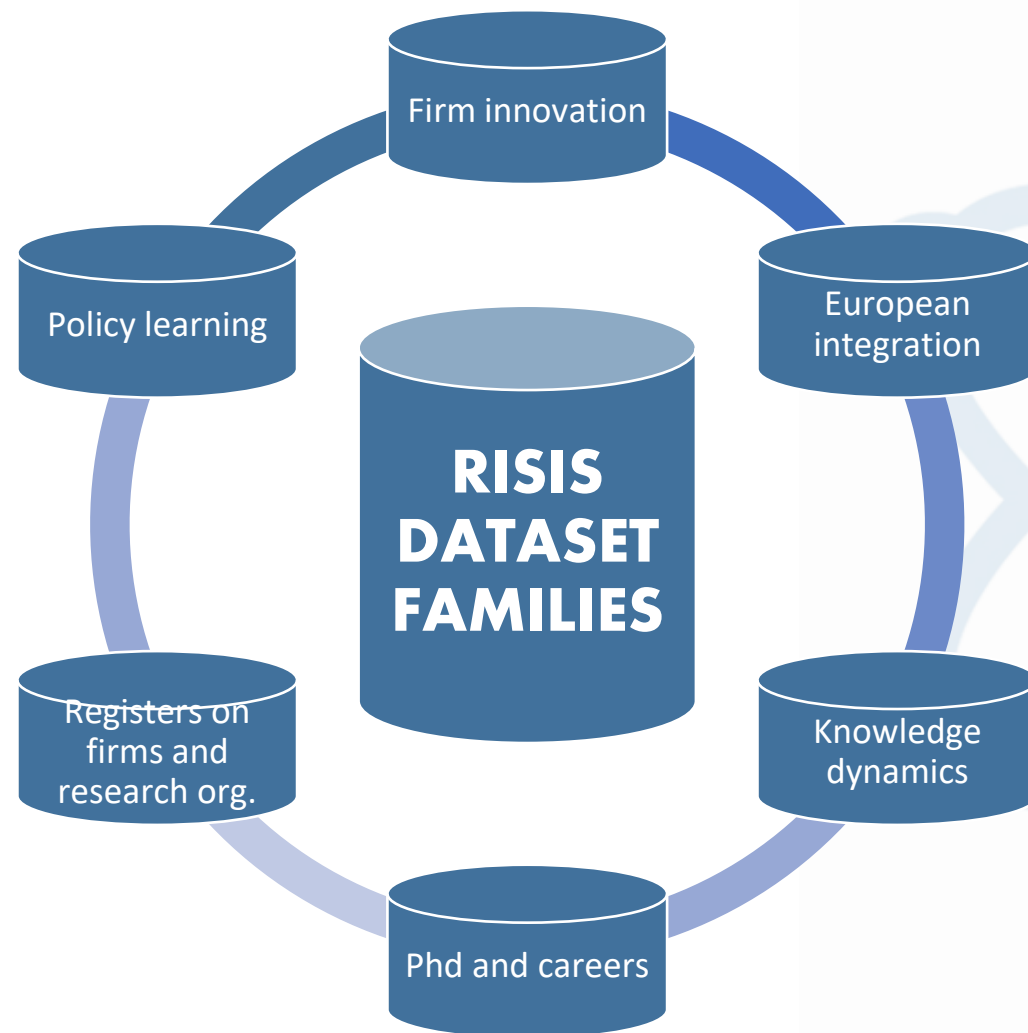 Firm innovation
Policy learning
European
integration
RISIS
DATASET
FAMILIES
Registers on
firms and
research org.
Knowledge
dynamics
Phd and careers